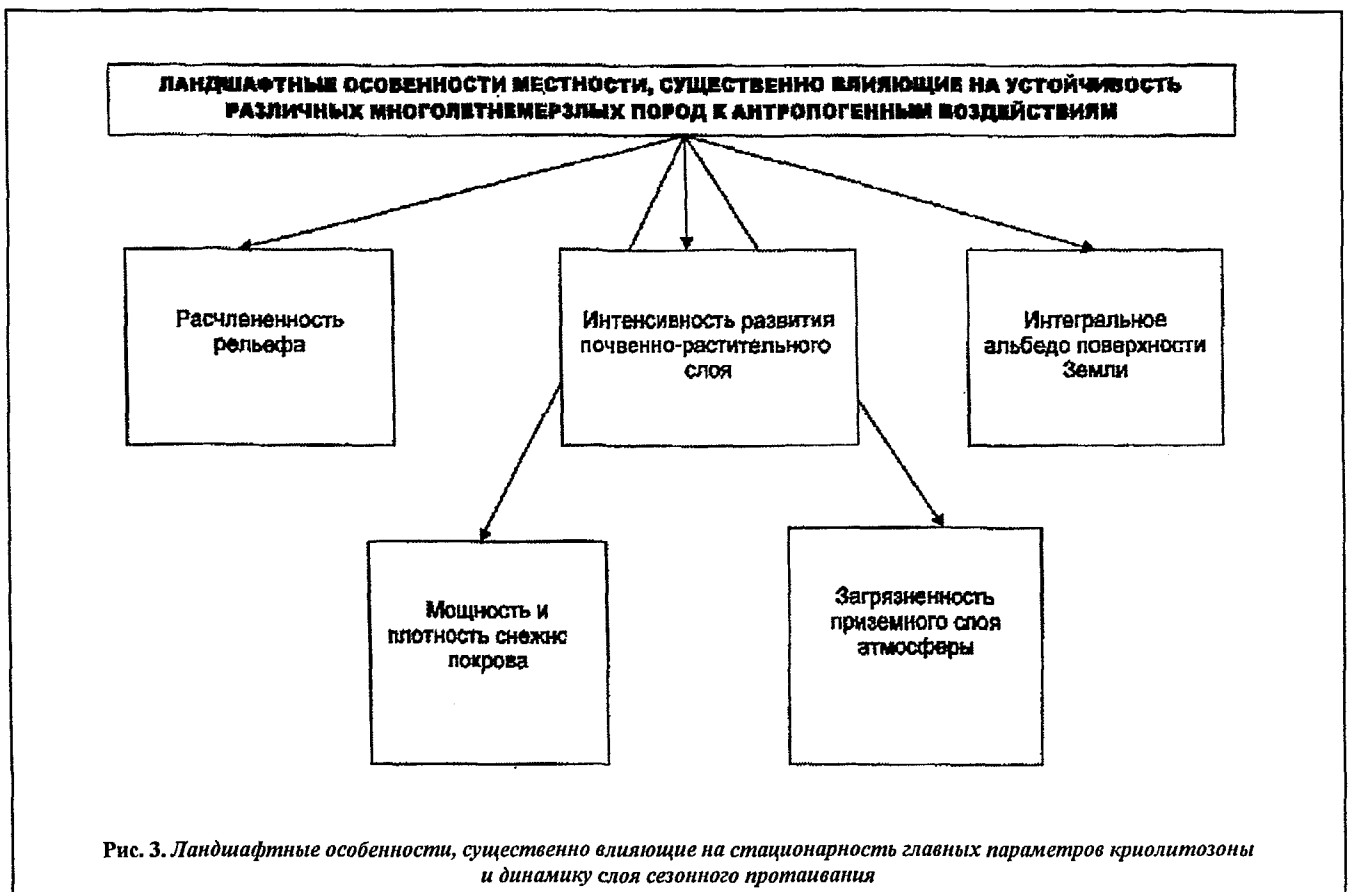 ЛАНДШАФТНЫЕ ОСОБЕННОСТИ МЕСТНОСТИ, СУЩЕСТВЕННО ВЛИЯЮЩИЕ НА УСТОЙЧИВОСТЬ
РАЗЛИЧНЫХ МНОГОЛЕТНЕМЕРЗЛЫХ ПОРОД К АНТРОПОГЕННЫМ ВОЗДЕЙСТВИЯМ
Расчлененность
рельефа
Интенсивность развития
почвенно-растительного
слоя
Интегральное
альбедо поверхности
Земли
Мощность и
плотность снежнс
покрова
Загрязненность
приземного слоя
атмосферы
Рис. 3. Ландшафтные особенности, существенно влияющие на стационарность главных параметров криолитозоны
и динамику слоя сезонного протаивания